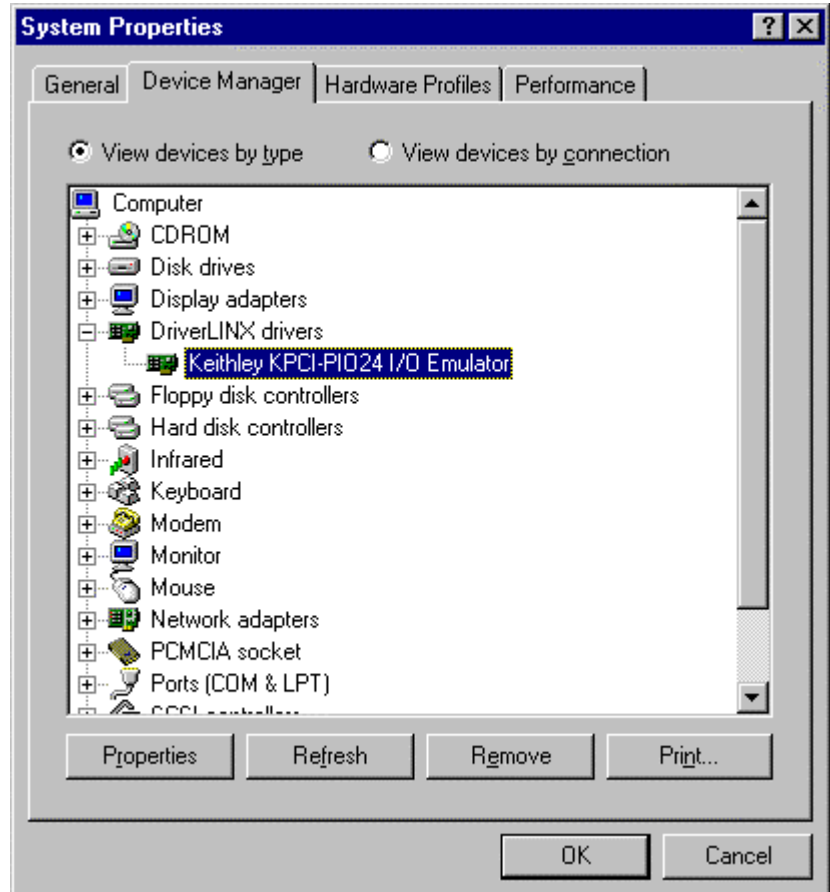 System Properties
General Device Manager Hardware Profiles Performance
View devices by type View devices by connection
Computer
CDROM
Disk drives
Display adapters
DriverLINX drivers
Keithley KPCI-PIO24 I/O Emulator
Floppy disk controllers
Hard disk controllers
Infrared
Keyboard
Modem
Monitor
Mouse
Network adapters
PCMCIA socket
Ports (COM & LPT)
Properties Refresh Remove Print...
OK Cancel